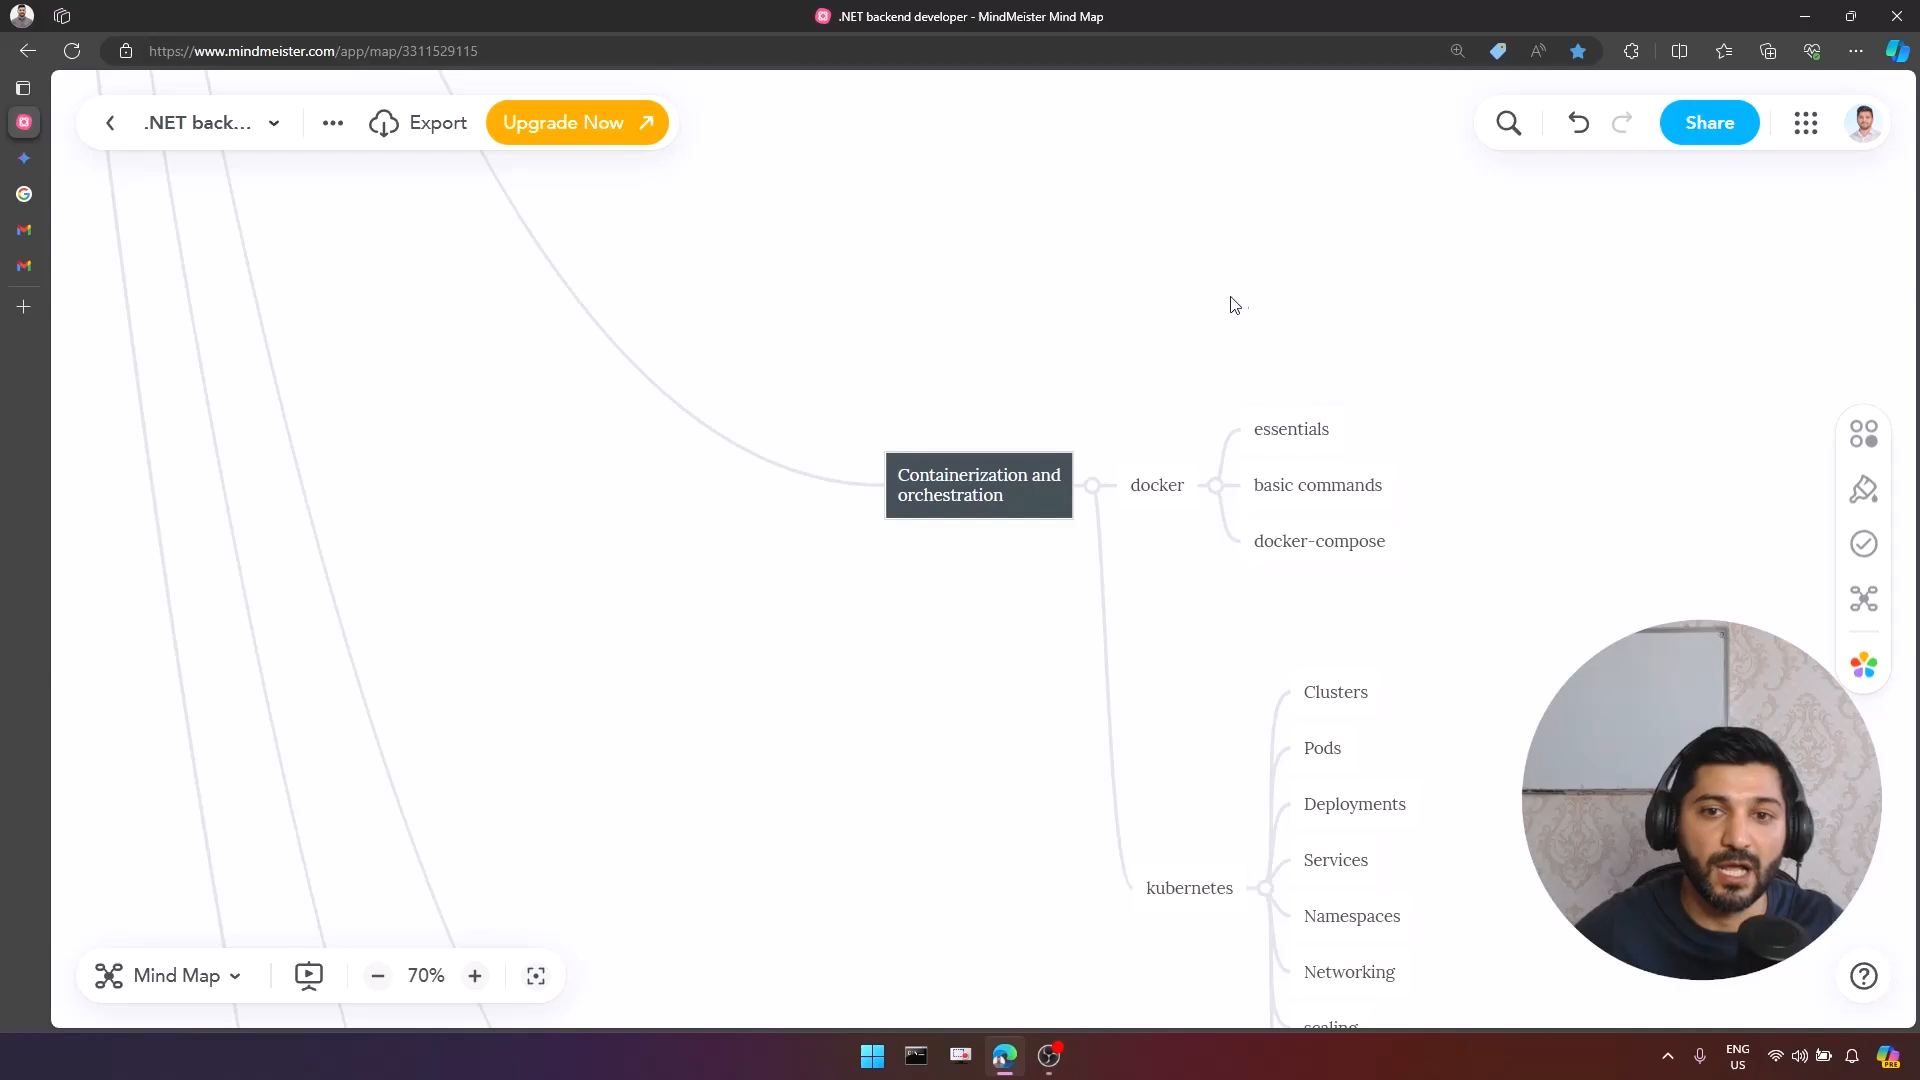 .NET backend developer - MindMeister Mind Map
https://www.mindmeister.com/app/map/3311529115
.NET back...
Export
Upgrade Now
Share
essentials
Containerization and
orchestration
docker
basic commands
docker-compose
Clusters
Pods
Deployments
Services
kubernetes
Namespaces
Networking
scaling
Mind Map
70%
ENG
US